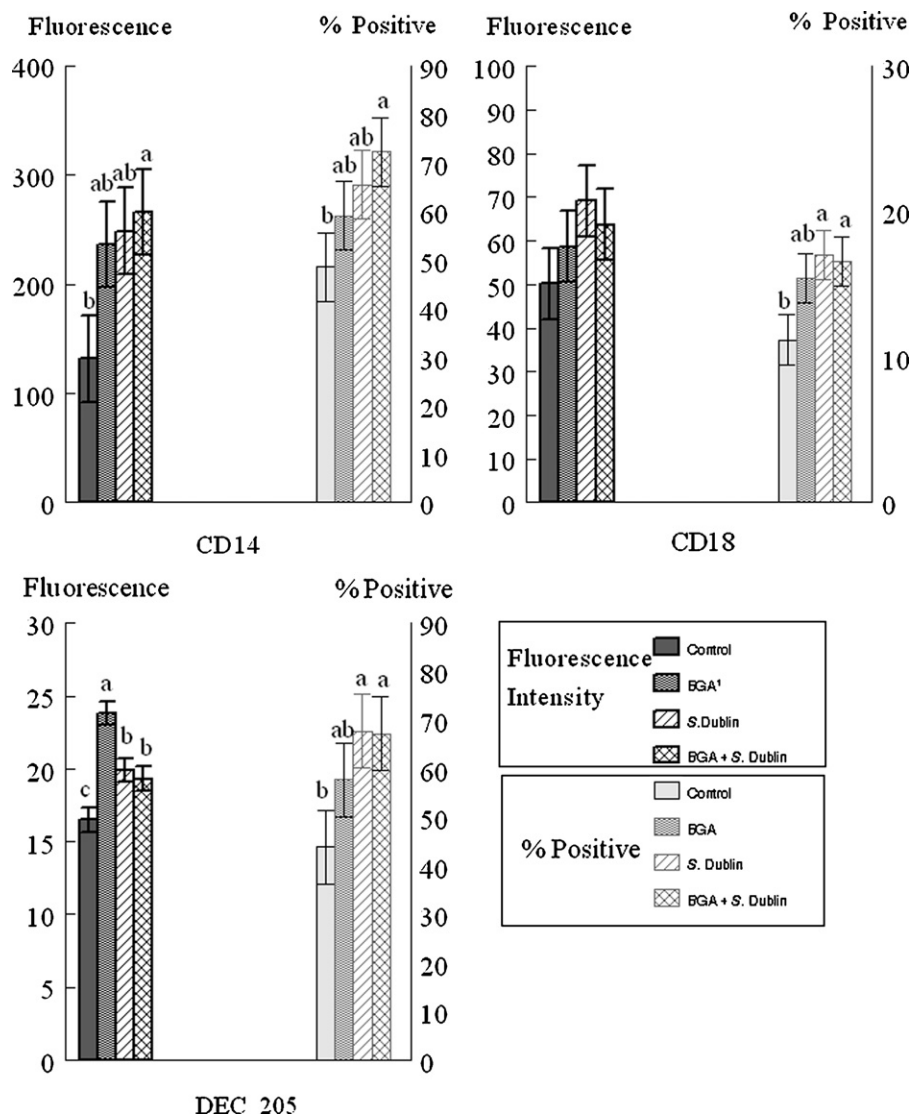 Fluorescence % Positive
400 90
80
a
ab ab a ab
300 70
ab
60
b
200 50
b
40
30
100
20
10
0 0
CD14
Fluorescence % Positive
100 30
90
80
70 20
a a
60 ab
50
b
40
10
30
20
10
0 0
CD18
Fluorescence % Positive
30 90
80
25 a a a
70
b b ab
20 60
c b
50
15
40
10 30
20
5
10
0 0
DEC 205
Fluorescence
Intensity
Control
BGA¹
S.Dublin
BGA + S. Dublin
% Positive
Control
BGA
S. Dublin
BGA + S. Dublin